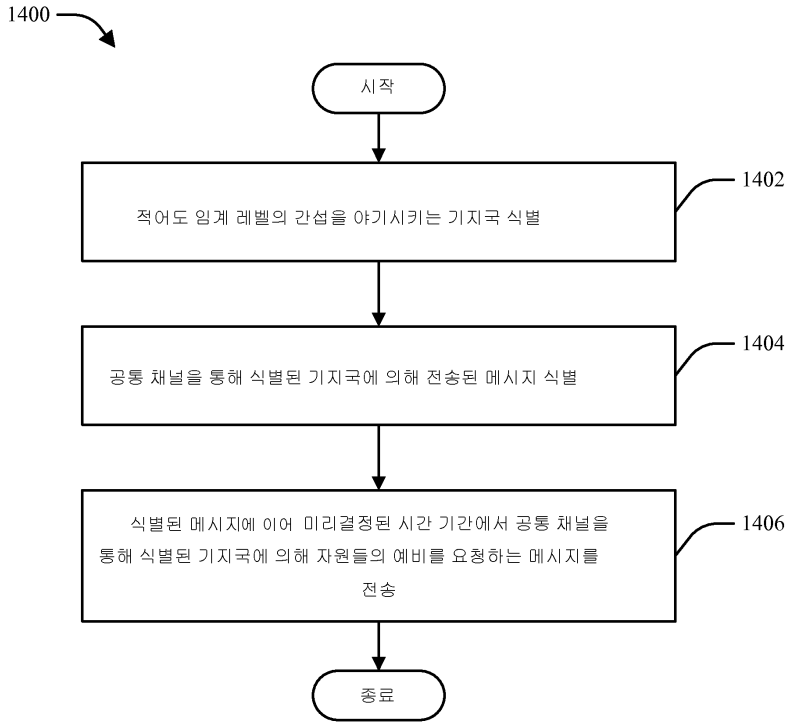 1400
시작
적어도 임계 레벨의 간섭을 야기시키는 기지국 식별
1402
공통 채널을 통해 식별된 기지국에 의해 전송된 메시지 식별
1404
식별된 메시지에 이어 미리결정된 시간 기간에서 공통 채널을
통해 식별된 기지국에 의해 자원들의 예비를 요청하는 메시지를
전송
1406
종료